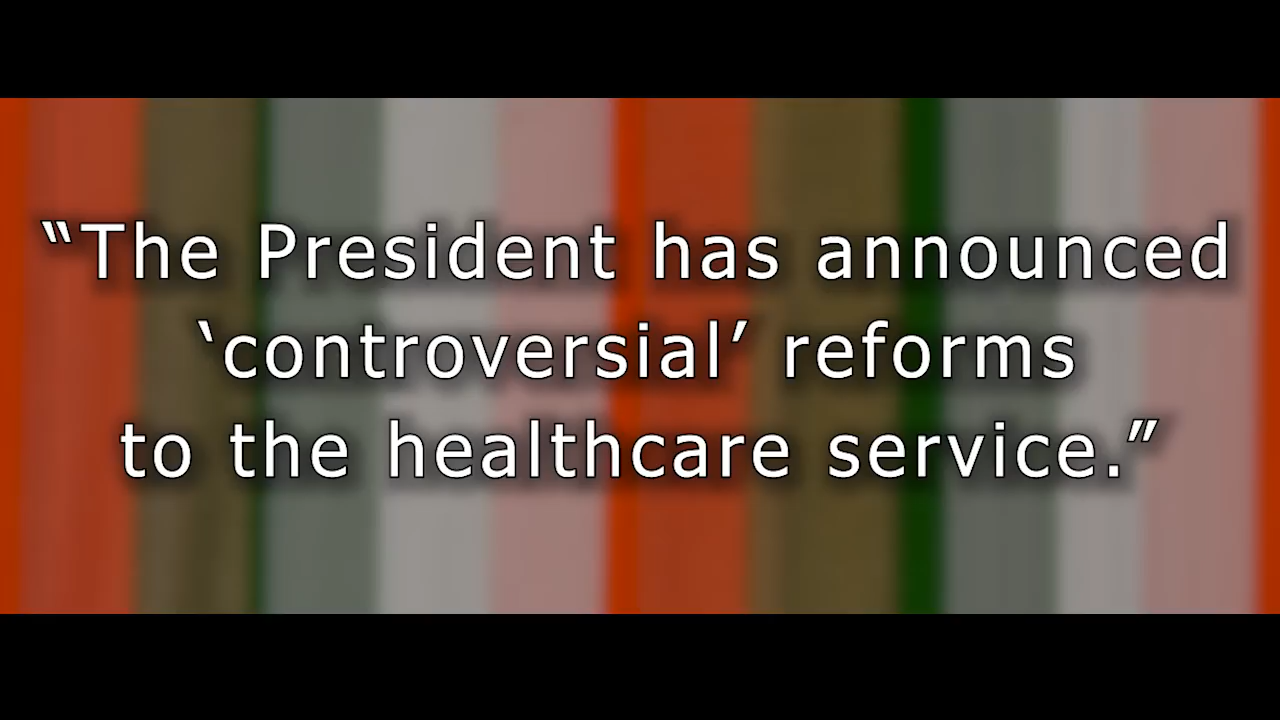 “The President has announced
‘controversial’ reforms
to the healthcare service.”